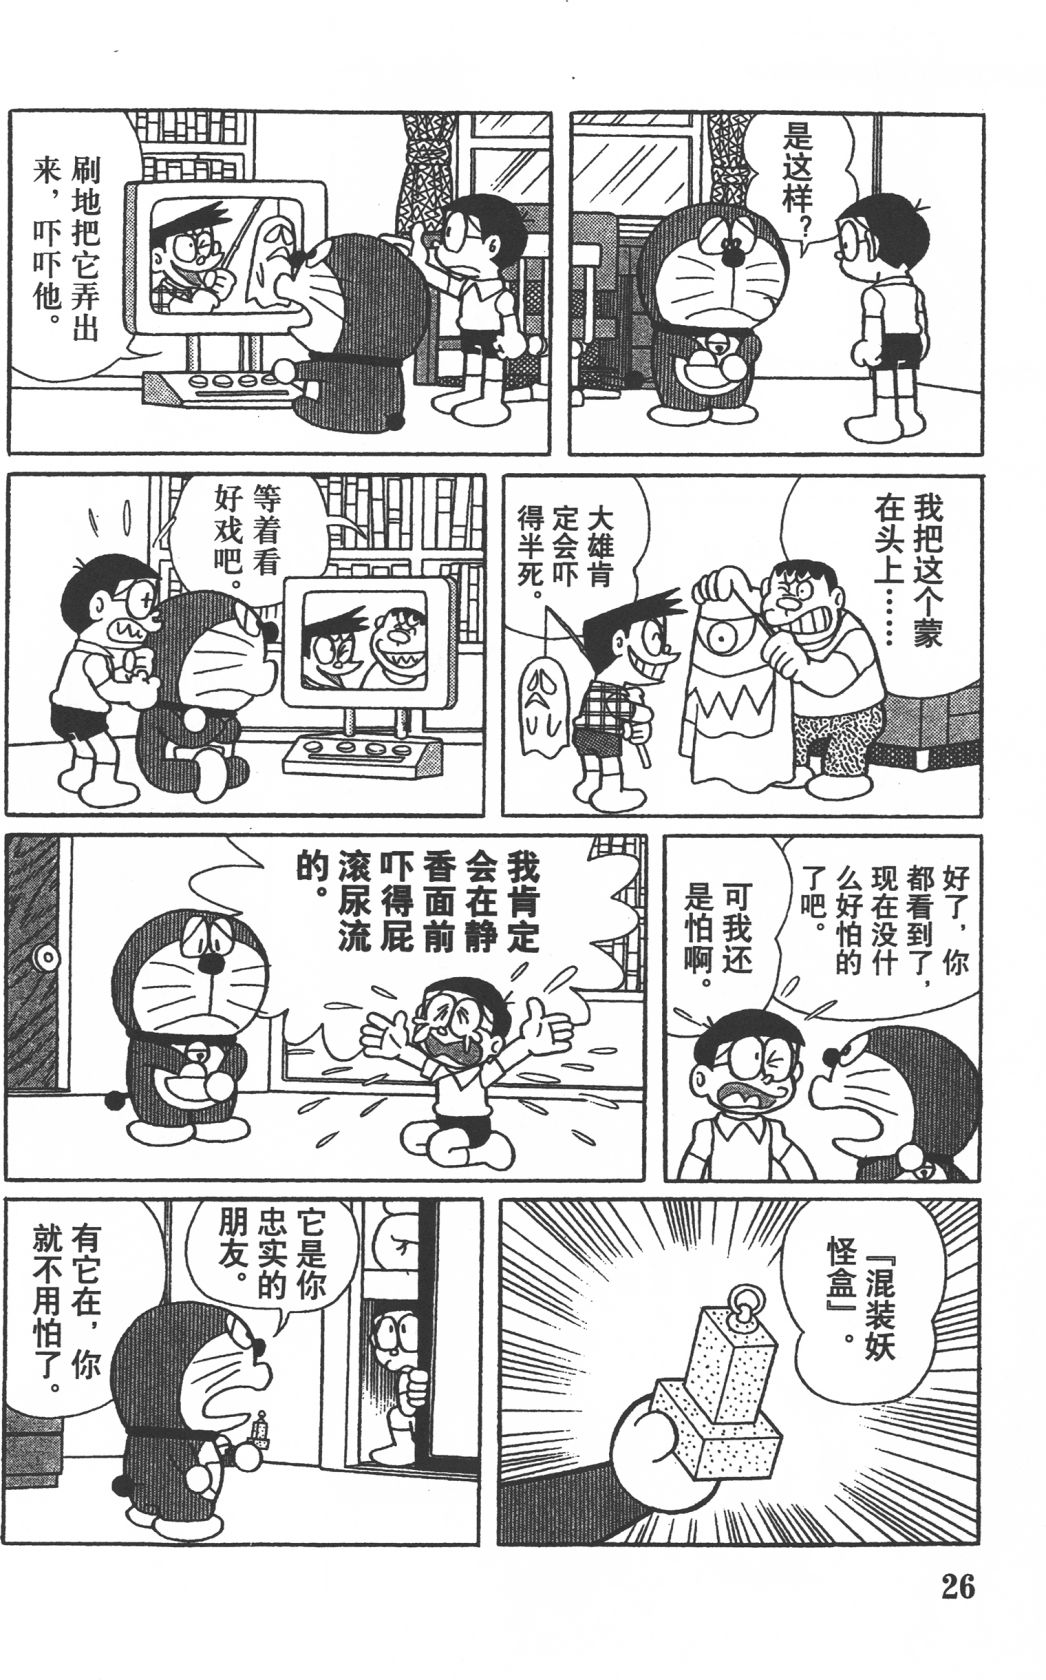 是这样？
刷地把它弄出
来，吓吓他。
我把这个蒙
在头上……
大雄肯
定会吓
得半死。
等着看
好戏吧。
好了，你
都看到了，
现在没什
么好怕的
了吧。
可我还
是怕啊。
我肯定
会在静
香面前
吓得屁
滚尿流
的。
『混装妖
怪盒』。
它是你
忠实的
朋友。
有它在，你
就不用怕了。
26